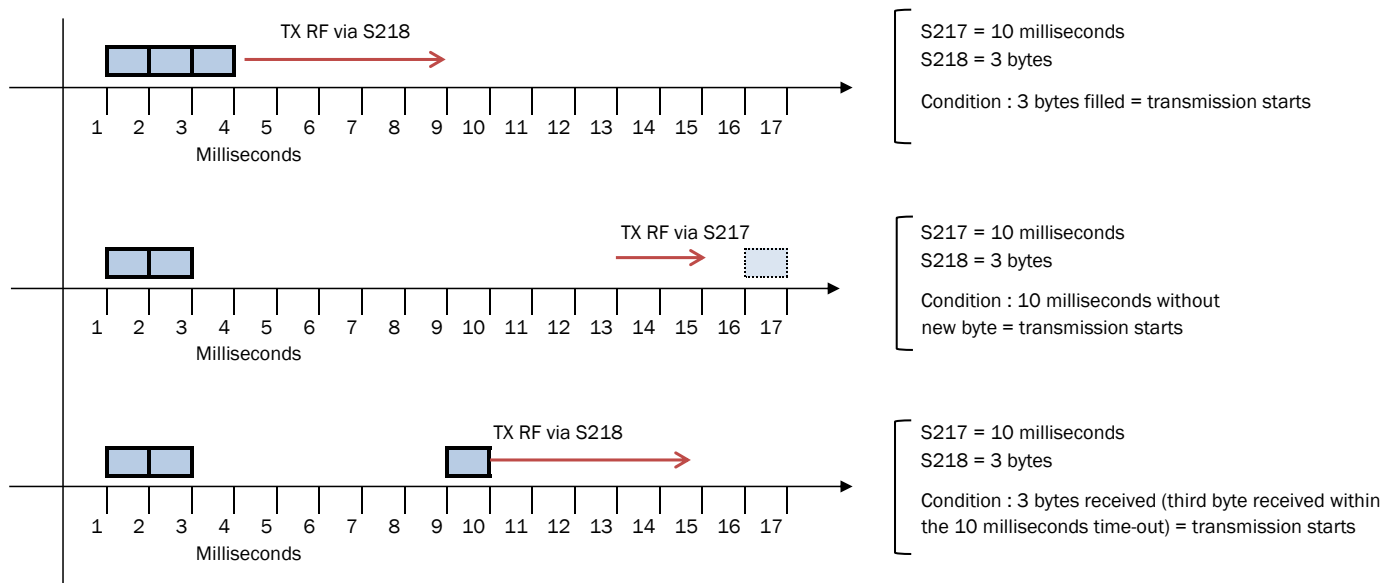 TX RF via S218
1 2 3 4 5 6 7 8 9 10 11 12 13 14 15 16 17
Milliseconds
S217 = 10 milliseconds
S218 = 3 bytes
Condition : 3 bytes filled = transmission starts
TX RF via S217
1 2 3 4 5 6 7 8 9 10 11 12 13 14 15 16 17
Milliseconds
S217 = 10 milliseconds
S218 = 3 bytes
Condition : 10 milliseconds without
new byte = transmission starts
TX RF via S218
1 2 3 4 5 6 7 8 9 10 11 12 13 14 15 16 17
Milliseconds
S217 = 10 milliseconds
S218 = 3 bytes
Condition : 3 bytes received (third byte received within
the 10 milliseconds time-out) = transmission starts